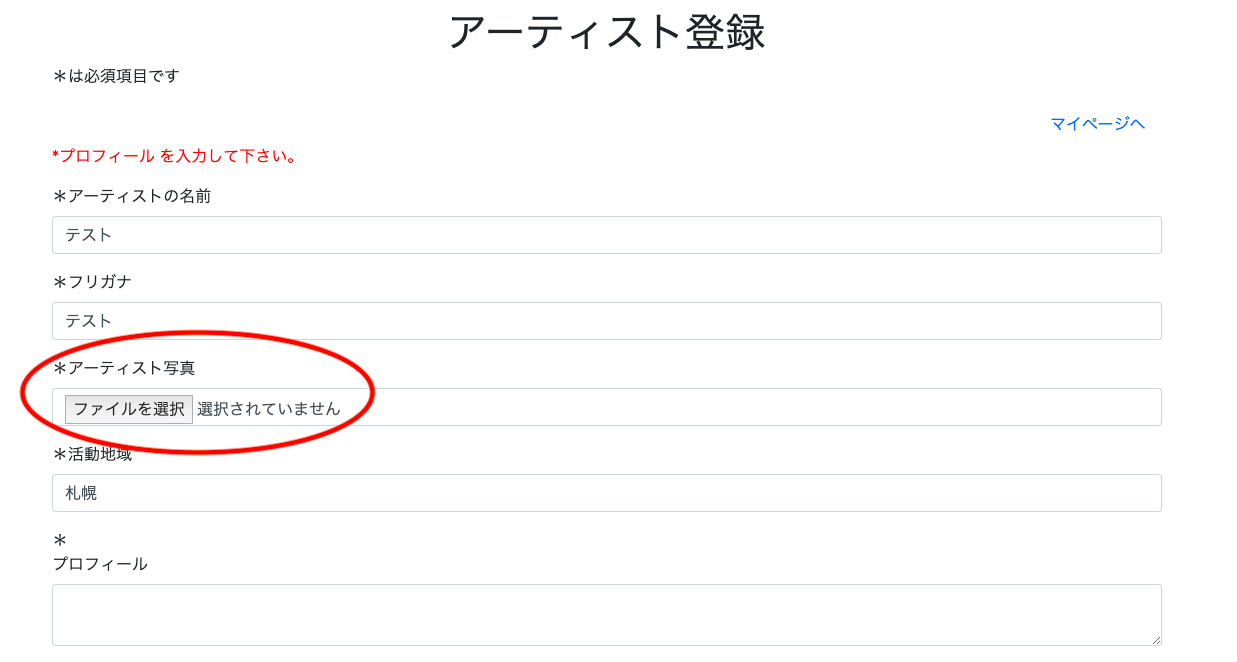 アーティスト登録
＊は必須項目です
マイページへ
*プロフィール を入力して下さい。
＊アーティストの名前
テスト
＊フリガナ
テスト
＊アーティスト写真
ファイルを選択 選択されていません
＊活動地域
札幌
＊
プロフィール